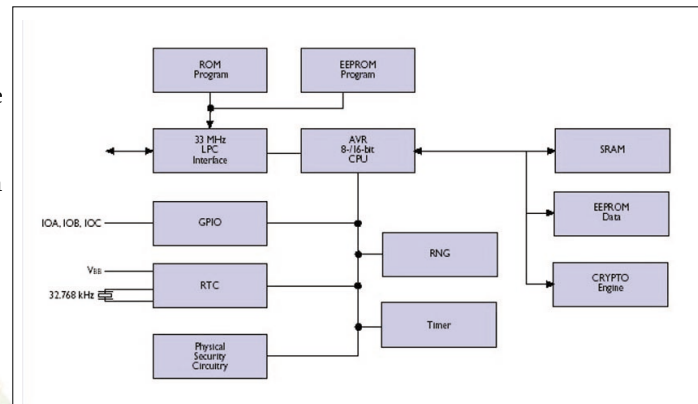 ROM
Program
EEPROM
Program
33 MHz
LPC
Interface
AVR
8-/16-bit
CPU
SRAM
EEPROM
Data
IOA, IOB, IOC
GPIO
RNG
VBB
32.768 kHz
RTC
CRYPTO
Engine
Timer
Physical
Security
Circuitry